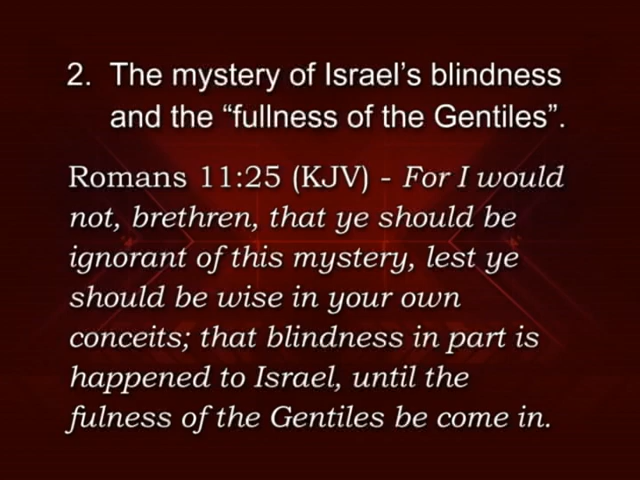 2. The mystery of Israel’s blindness
and the “fullness of the Gentiles”.
Romans 11:25 (KJV) - For I would
not, brethren, that ye should be
ignorant of this mystery, lest ye
should be wise in your own
conceits; that blindness in part is
happened to Israel, until the
fulness of the Gentiles be come in.